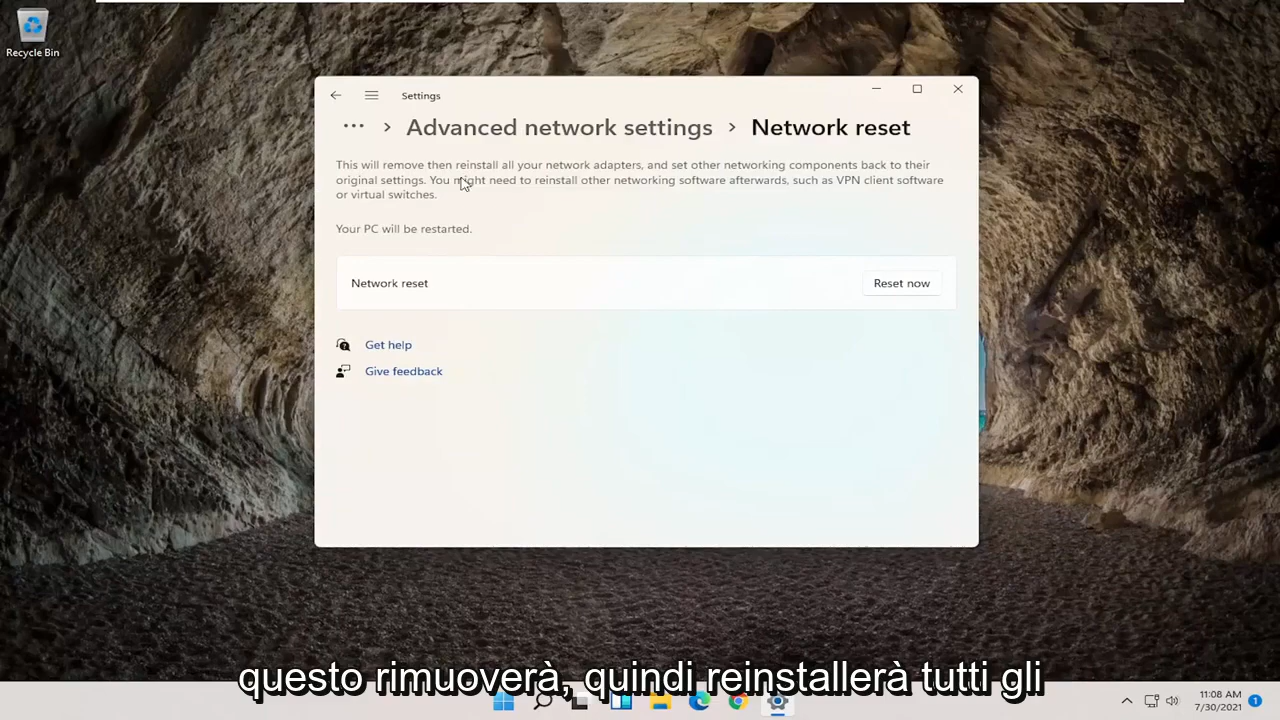 Recycle Bin
Settings
Advanced network settings > Network reset
This will remove then reinstall all your network adapters, and set other networking components back to their
original settings. You might need to reinstall other networking software afterwards, such as VPN client software
or virtual switches.
Your PC will be restarted.
Network reset
Reset now
Get help
Give feedback
questo rimuoverà, quindi reinstallerà tutti gli
11:08 AM
7/30/2021
1